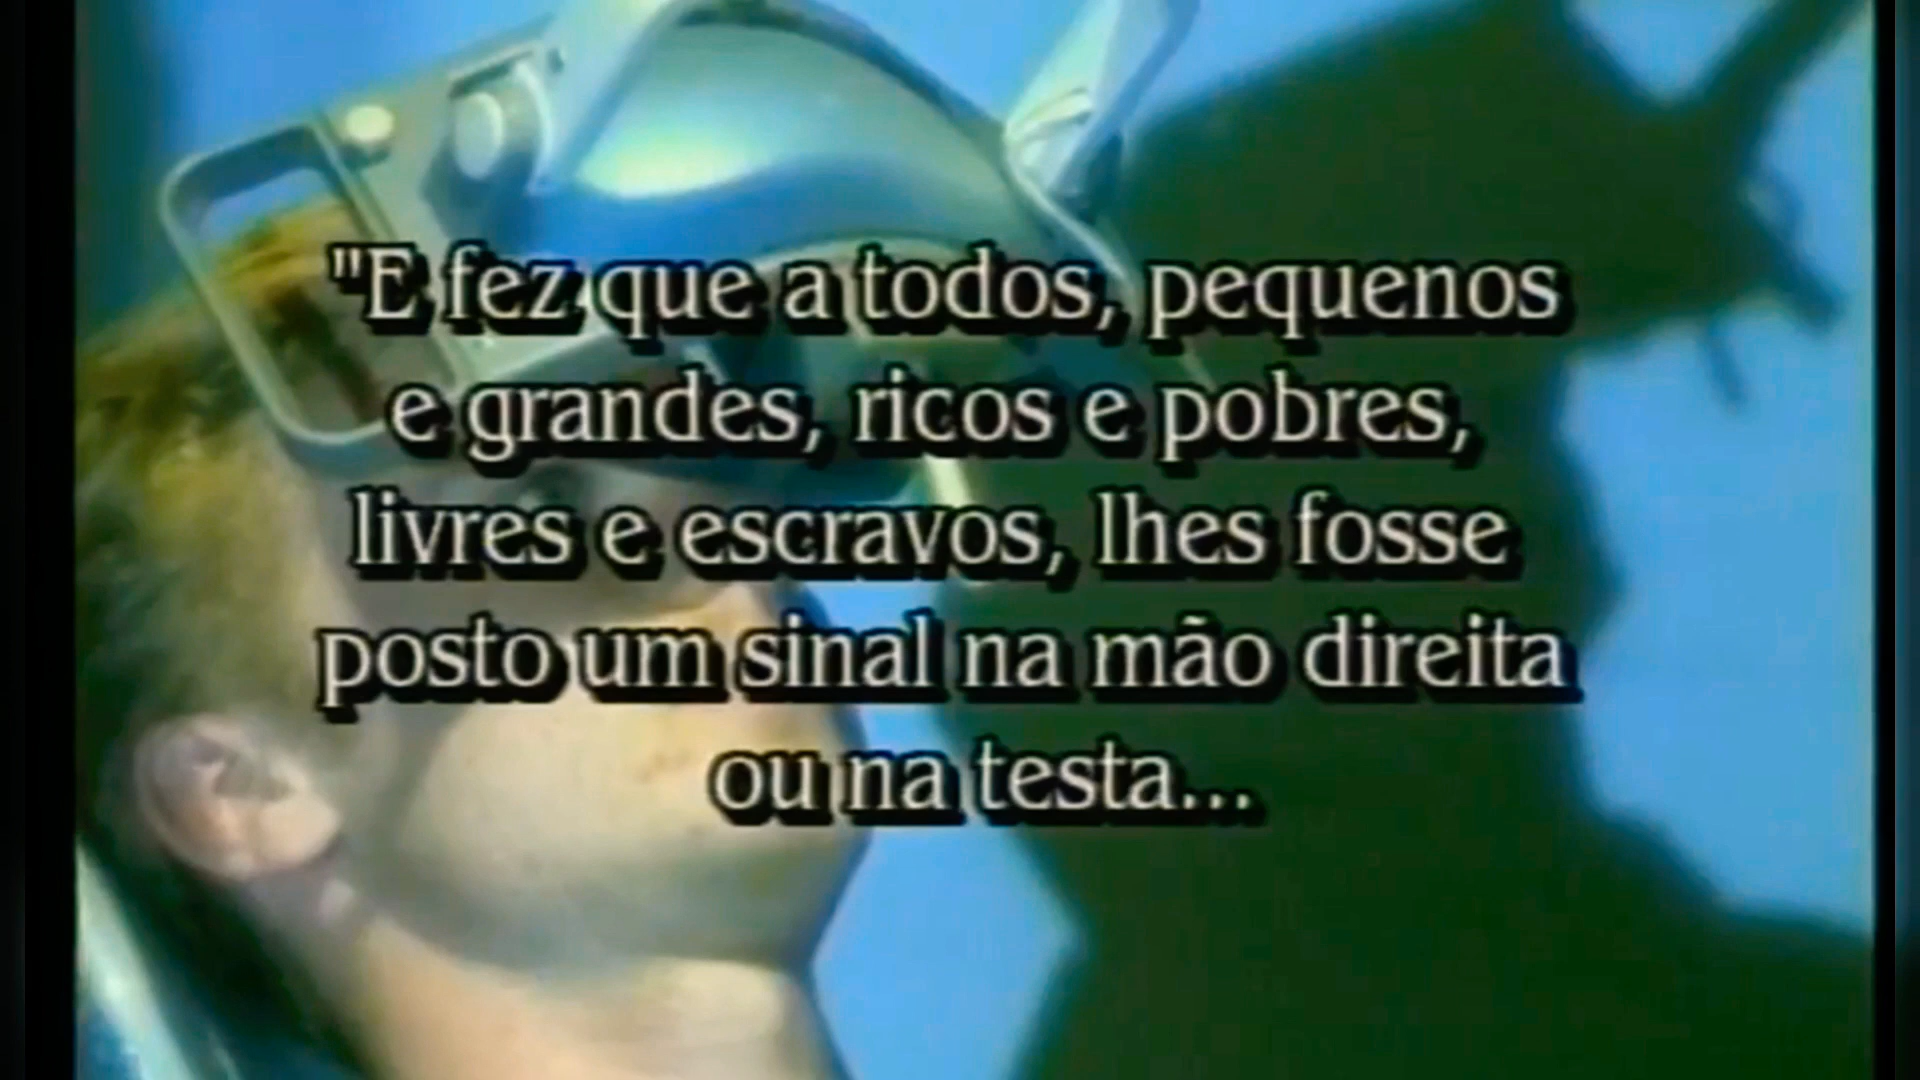 "E fez que a todos, pequenos
e grandes, ricos e pobres,
livres e escravos, lhes fosse
posto um sinal na mão direita
ou na testa...